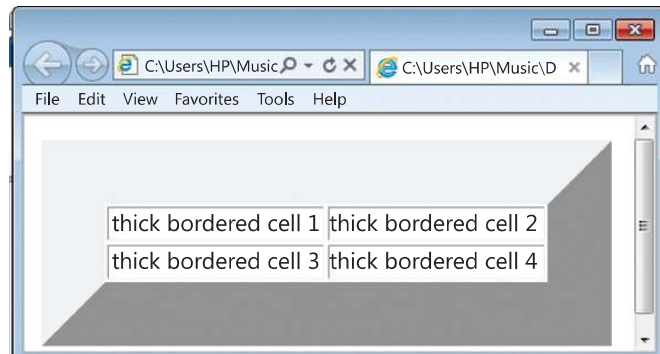 C:\Users\HP\Music
C:\Users\HP\Music\D
File Edit View Favorites Tools Help
thick bordered cell 1 thick bordered cell 2
thick bordered cell 3 thick bordered cell 4